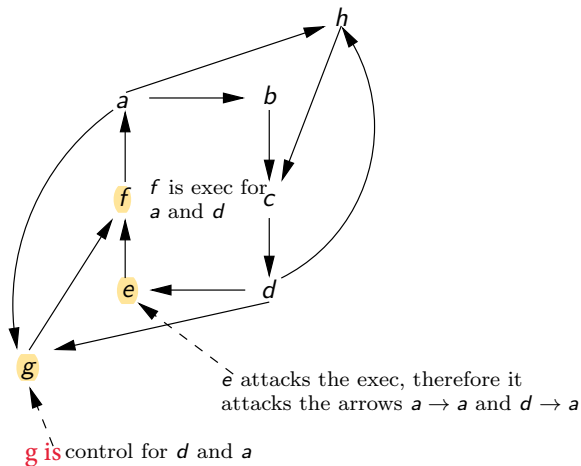 h
a
b
f
f is exec for
a and d
c
e
d
g
e attacks the exec, therefore it
attacks the arrows a → a and d → a
g is control for d and a